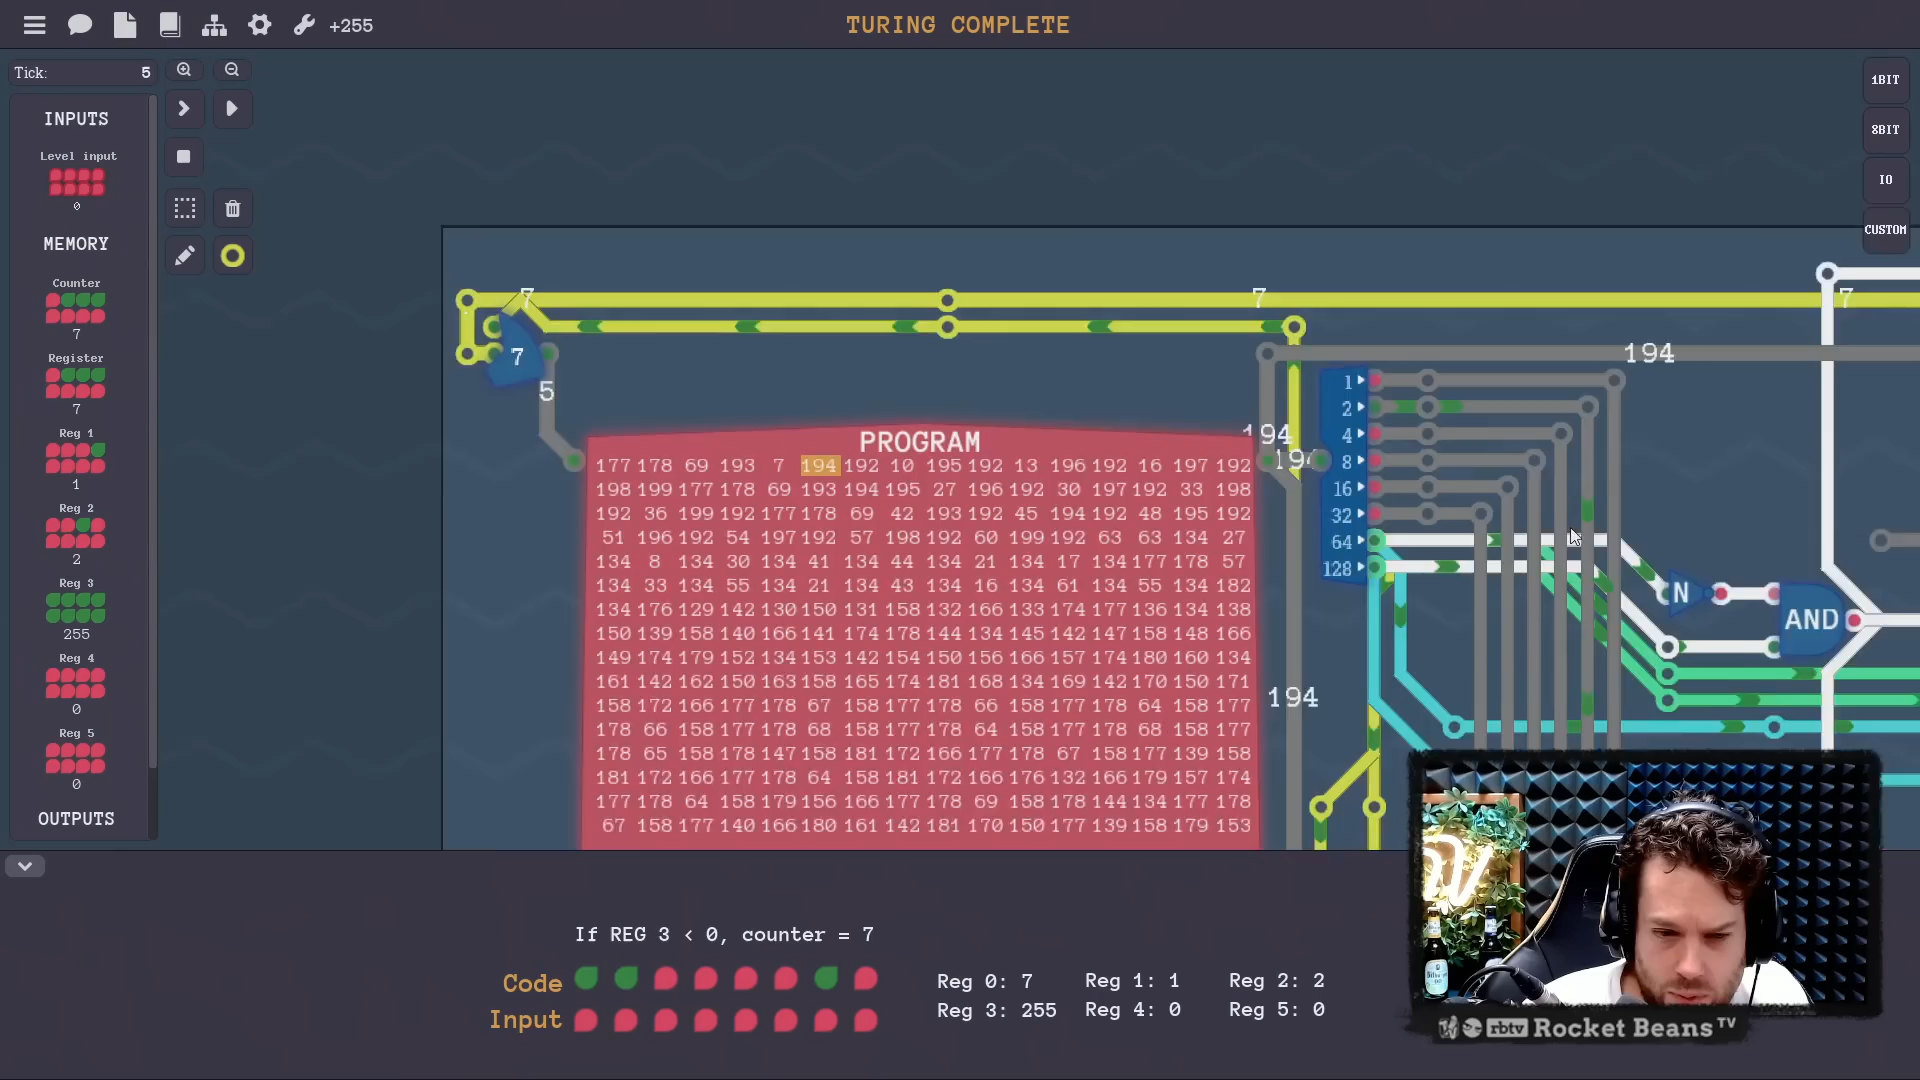 +255
TURING COMPLETE
Tick: 5
INPUTS
Level input
0
MEMORY
Counter
7
Register
7
Reg 1
1
Reg 2
2
Reg 3
255
Reg 4
0
Reg 5
0
OUTPUTS
1BIT
8BIT
IO
CUSTOM
7
7
7
7
5
194
194
194
194
1
2
4
8
16
32
64
128
N
AND
PROGRAM
177 178 69 193 7 194 192 10 195 192 13 196 192 16 197 192
198 199 177 178 69 193 194 195 27 196 192 30 197 192 33 198
192 36 199 192 177 178 69 42 193 192 45 194 192 48 195 192
51 196 192 54 197 192 57 198 192 60 199 192 63 63 134 27
134 8 134 30 134 41 134 44 134 21 134 17 134 177 178 57
134 33 134 55 134 21 134 43 134 16 134 61 134 55 134 182
134 176 129 142 130 150 131 158 132 166 133 174 177 136 134 138
150 139 158 140 166 141 174 178 144 134 145 142 147 158 148 166
149 174 179 152 134 153 142 154 150 156 166 157 174 180 160 134
161 142 162 150 163 158 165 174 181 168 134 169 142 170 150 171
158 172 166 177 178 67 158 177 178 66 158 177 178 64 158 177
178 66 158 177 178 68 158 177 178 64 158 177 178 68 158 177
178 65 158 178 147 158 181 172 166 177 178 67 158 177 139 158
181 172 166 177 178 64 158 181 172 166 176 132 166 179 157 174
177 178 64 158 179 156 166 177 178 69 158 178 144 134 177 178
67 158 177 140 166 180 161 142 181 170 150 177 139 158 179 153
If REG 3 < 0, counter = 7
Code
Input
Reg 0: 7 Reg 1: 1 Reg 2: 2
Reg 3: 255 Reg 4: 0 Reg 5: 0
rbtv Rocket Beans TV